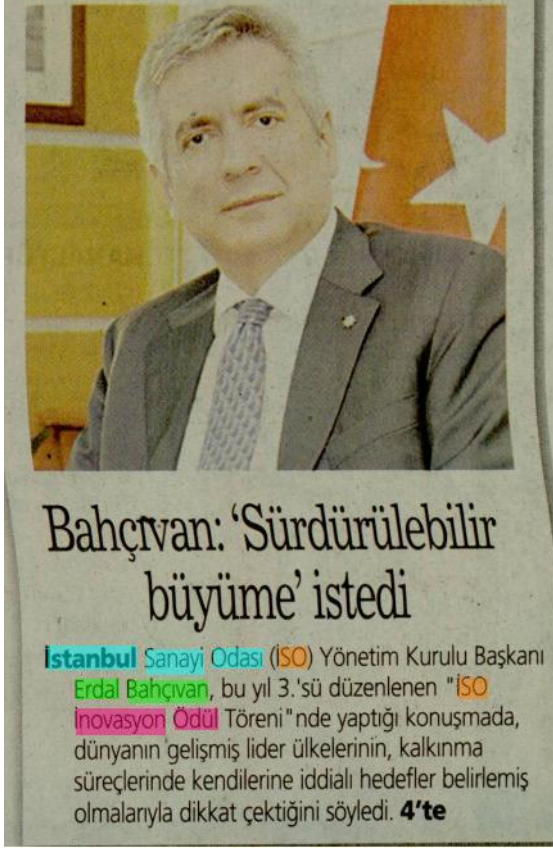 Bahçıvan: ‘Sürdürülebilir
büyüme’ istedi
İstanbul Sanayi Odası (İSO) Yönetim Kurulu Başkanı
Erdal Bahçıvan, bu yıl 3.'sü düzenlenen "İSO
İnovasyon Ödül Töreni"nde yaptığı konuşmada,
dünyanın gelişmiş lider ülkelerinin, kalkınma
süreçlerinde kendilerine iddialı hedefler belirlemiş
olmalarıyla dikkat çektiğini söyledi. 4'te